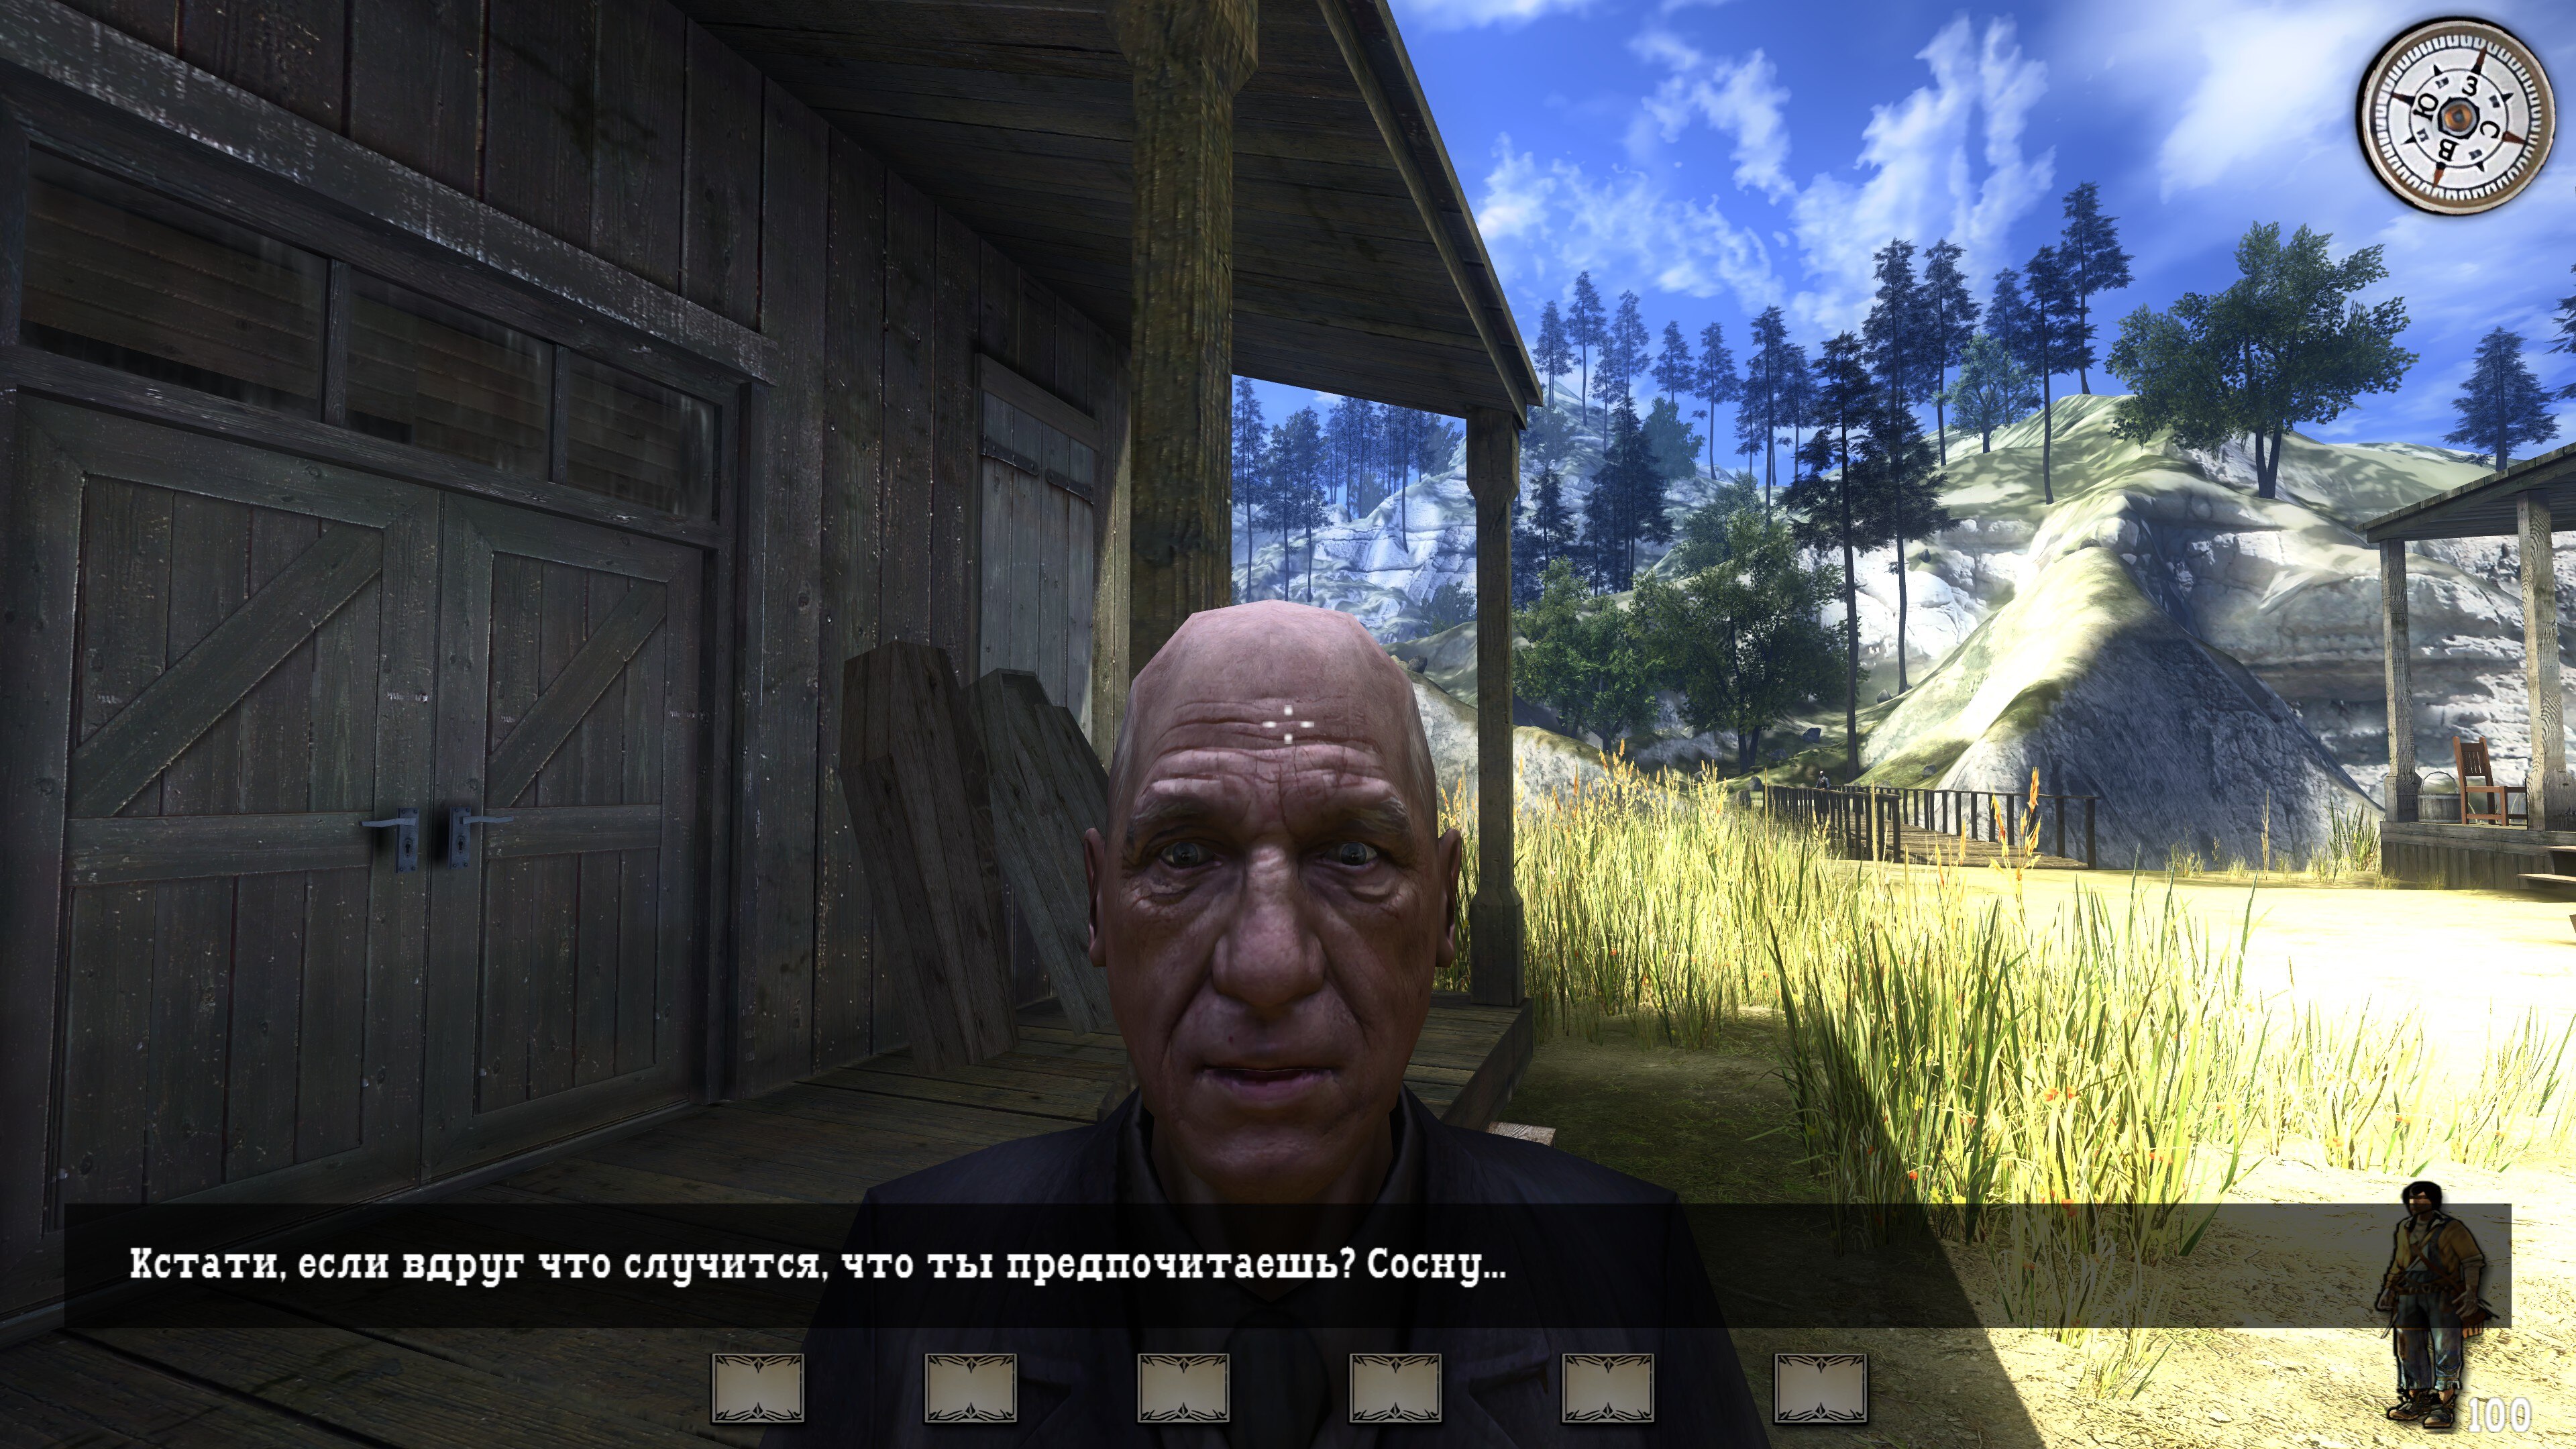 З
Ю
С
В
Кстати, если вдруг что случится, что ты предпочитаешь? Сосну...
100